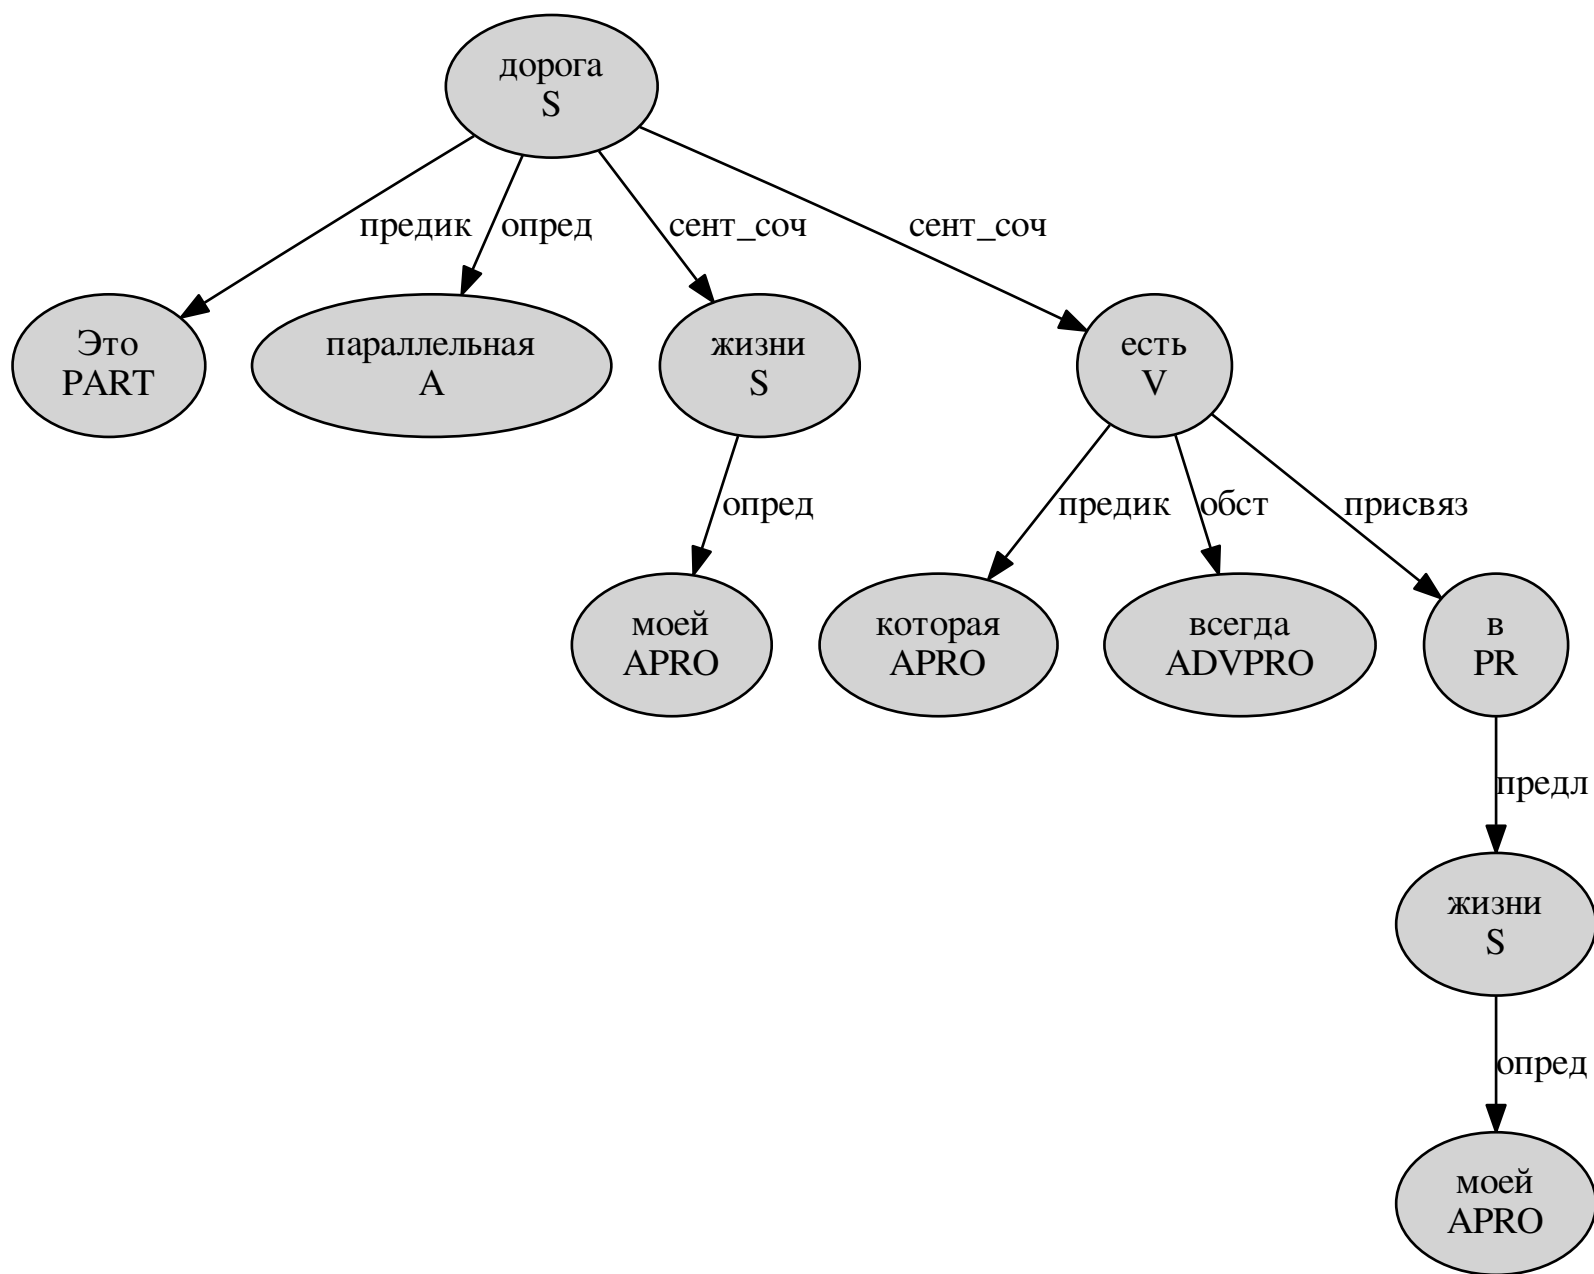 дорога
S
предик
опред
сент_соч
сент_соч
Это
PART
параллельная
A
жизни
S
есть
V
опред
предик
обст
присвяз
моей
APRO
которая
APRO
всегда
ADVPRO
в
PR
предл
жизни
S
опред
моей
APRO